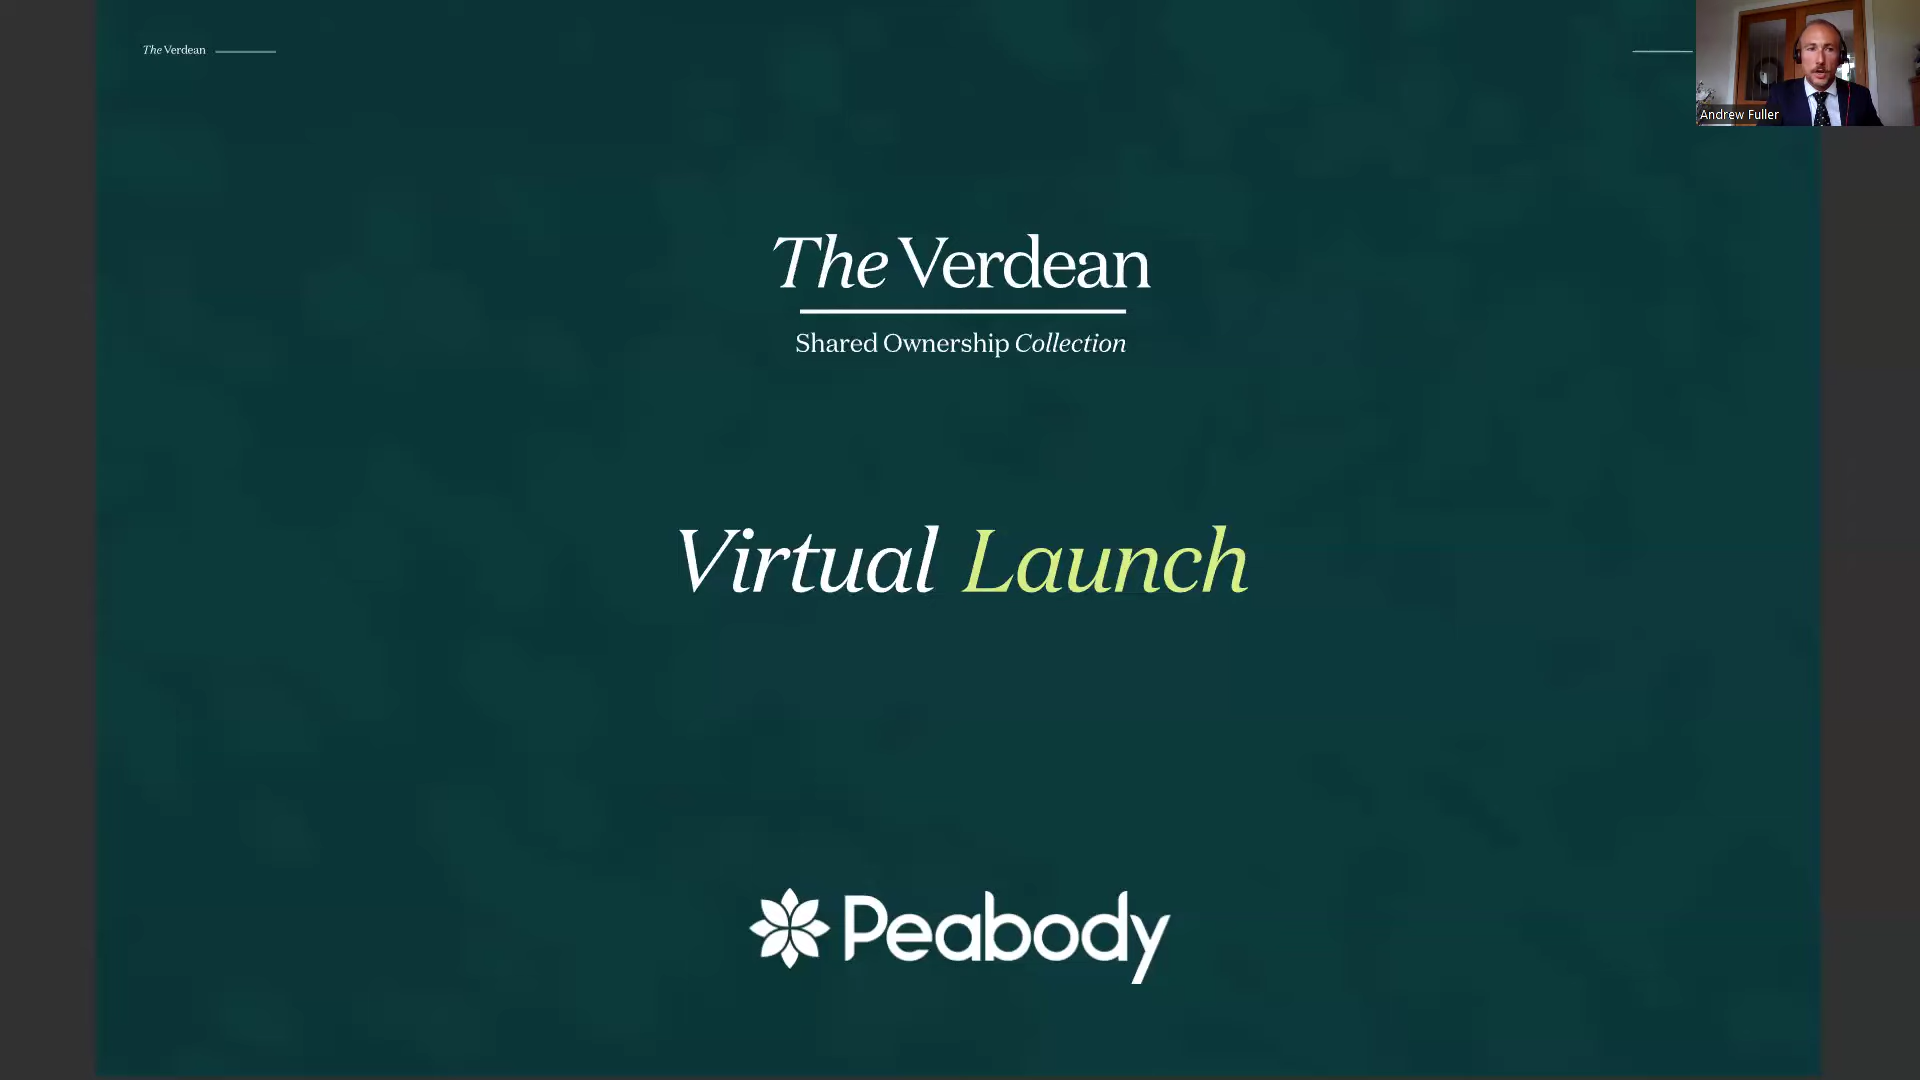 The Verdean
Andrew Fuller
The Verdean
Shared Ownership Collection
Virtual Launch
Peabody